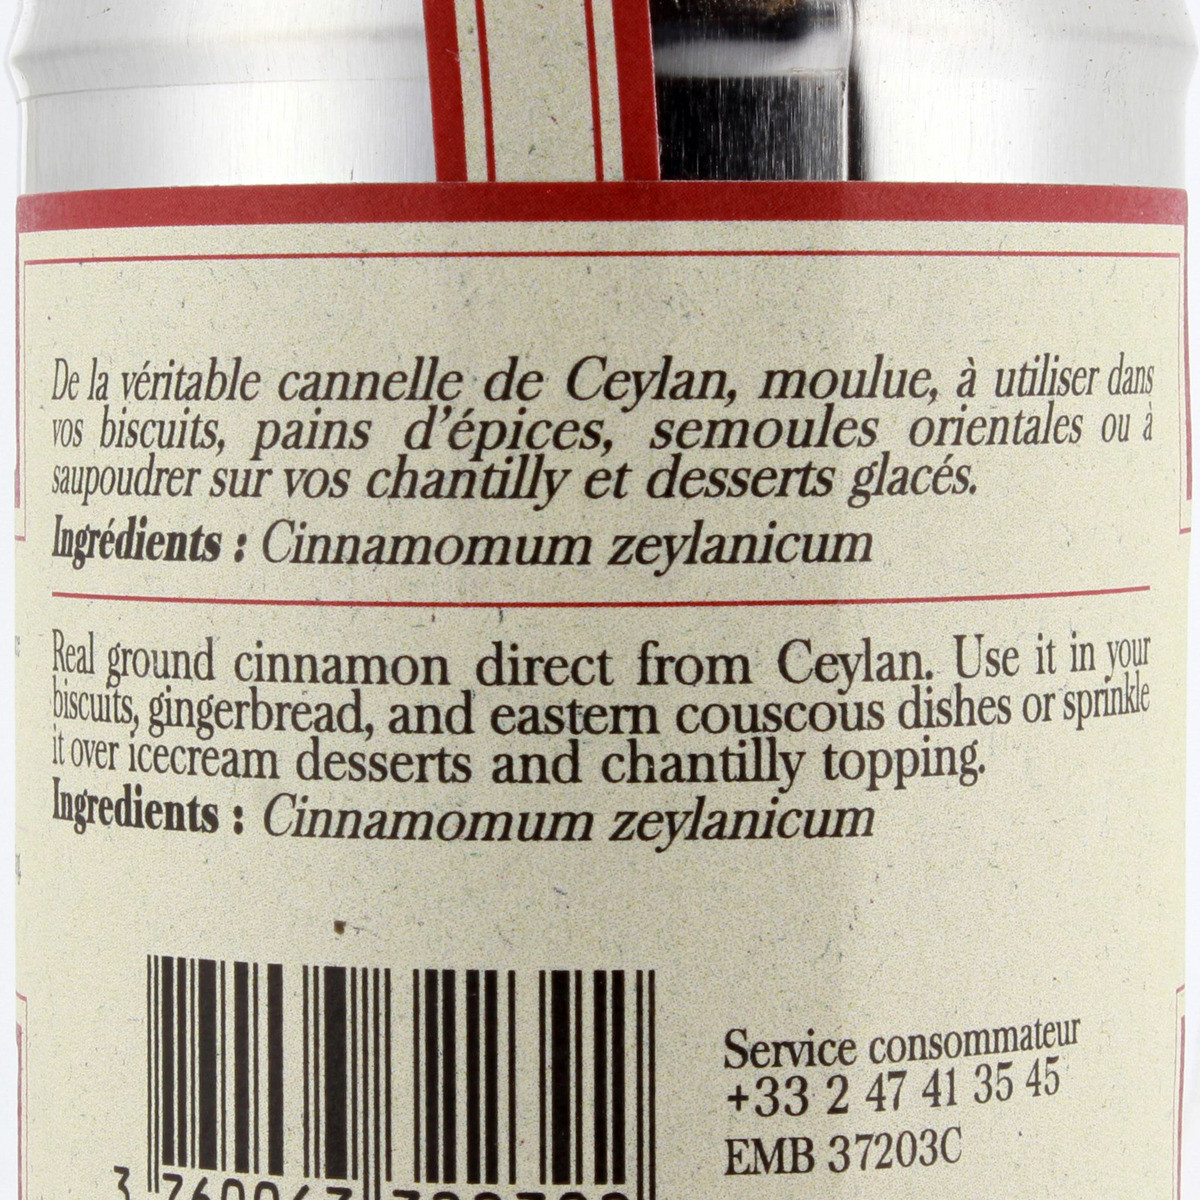 De la véritable cannelle de Ceylan, moulue, à utiliser dans
vos biscuits, pains d'épices, semoules orientales ou à
saupoudrer sur vos chantilly et desserts glacés.
Ingrédients : Cinnamomum zeylanicum
Real ground cinnamon direct from Ceylan. Use it in your
biscuits, gingerbread, and eastern couscous dishes or sprinkle
it over icecream desserts and chantilly topping.
Ingredients : Cinnamomum zeylanicum
Service consommateur
+33 2 47 41 35 45
EMB 37203C